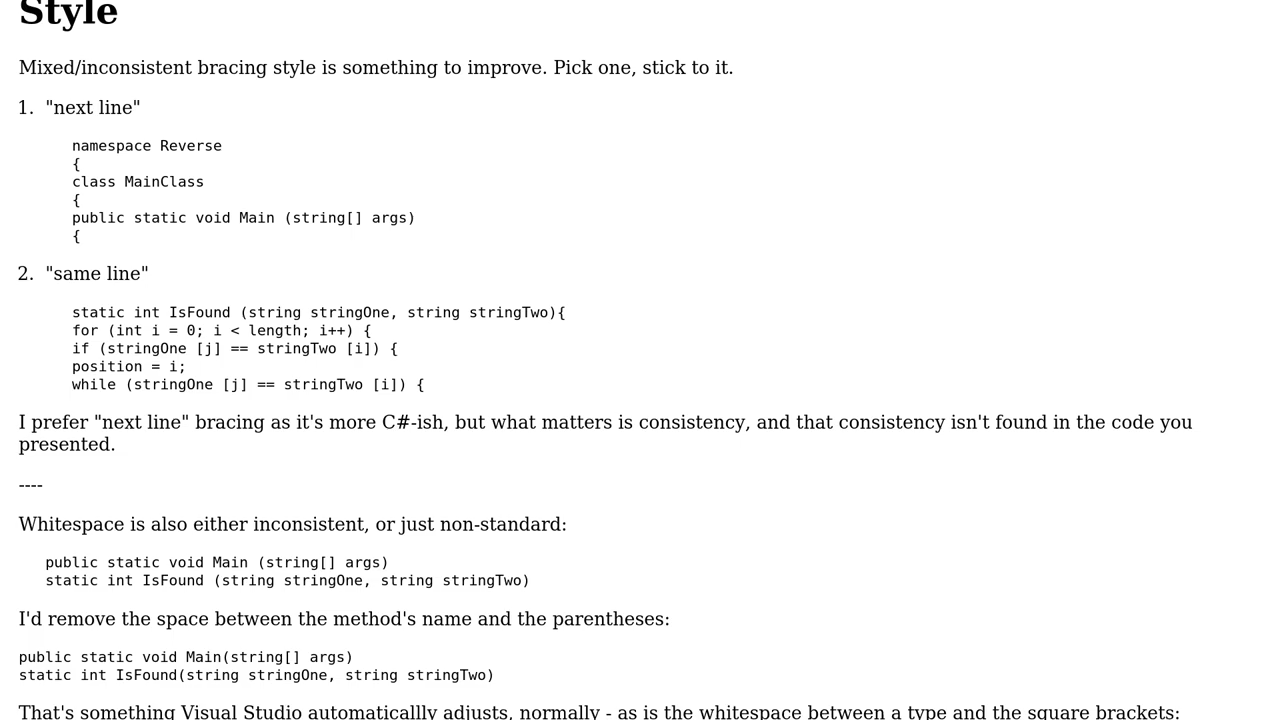 Style
Mixed/inconsistent bracing style is something to improve. Pick one, stick to it.
1. "next line"
namespace Reverse
{
class MainClass
{
public static void Main (string[] args)
{
2. "same line"
static int IsFound (string stringOne, string stringTwo){
for (int i = 0; i < length; i++) {
if (stringOne [j] == stringTwo [i]) {
position = i;
while (stringOne [j] == stringTwo [i]) {
I prefer "next line" bracing as it's more C#-ish, but what matters is consistency, and that consistency isn't found in the code you
presented.
----
Whitespace is also either inconsistent, or just non-standard:
public static void Main (string[] args)
static int IsFound (string stringOne, string stringTwo)
I'd remove the space between the method's name and the parentheses:
public static void Main(string[] args)
static int IsFound(string stringOne, string stringTwo)
That's something Visual Studio automaticallly adjusts, normally - as is the whitespace between a type and the square brackets: